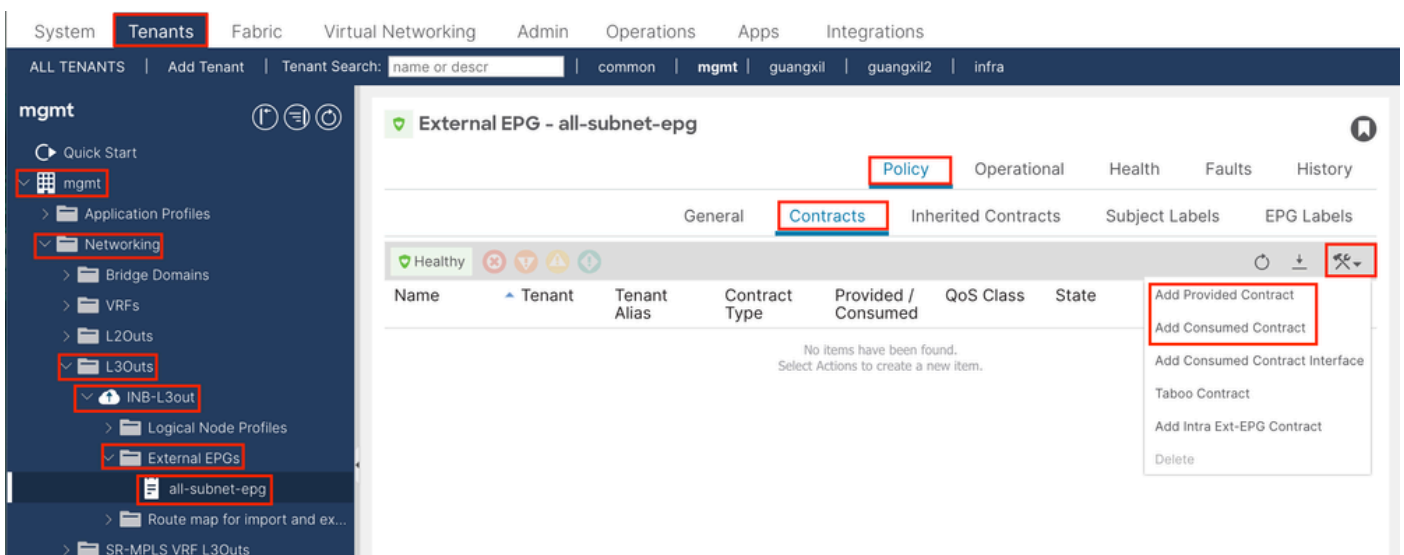 System Tenants Fabric Virtual Networking Admin Operations Apps Integrations
ALL TENANTS | Add Tenant | Tenant Search: name or descr | common | mgmt | guangxil | guangxil2 | infra
mgmt
Quick Start
mgmt
Application Profiles
Networking
Bridge Domains
VRFs
L2Outs
L3Outs
INB-L3out
Logical Node Profiles
External EPGs
all-subnet-epg
Route map for import and ex...
SR-MPLS VRF L3Outs
External EPG - all-subnet-epg
Policy Operational Health Faults History
General Contracts Inherited Contracts Subject Labels EPG Labels
Healthy
Name Tenant Tenant Alias Contract Type Provided / Consumed QoS Class State
No items have been found.
Select Actions to create a new item.
Add Provided Contract
Add Consumed Contract
Add Consumed Contract Interface
Taboo Contract
Add Intra Ext-EPG Contract
Delete